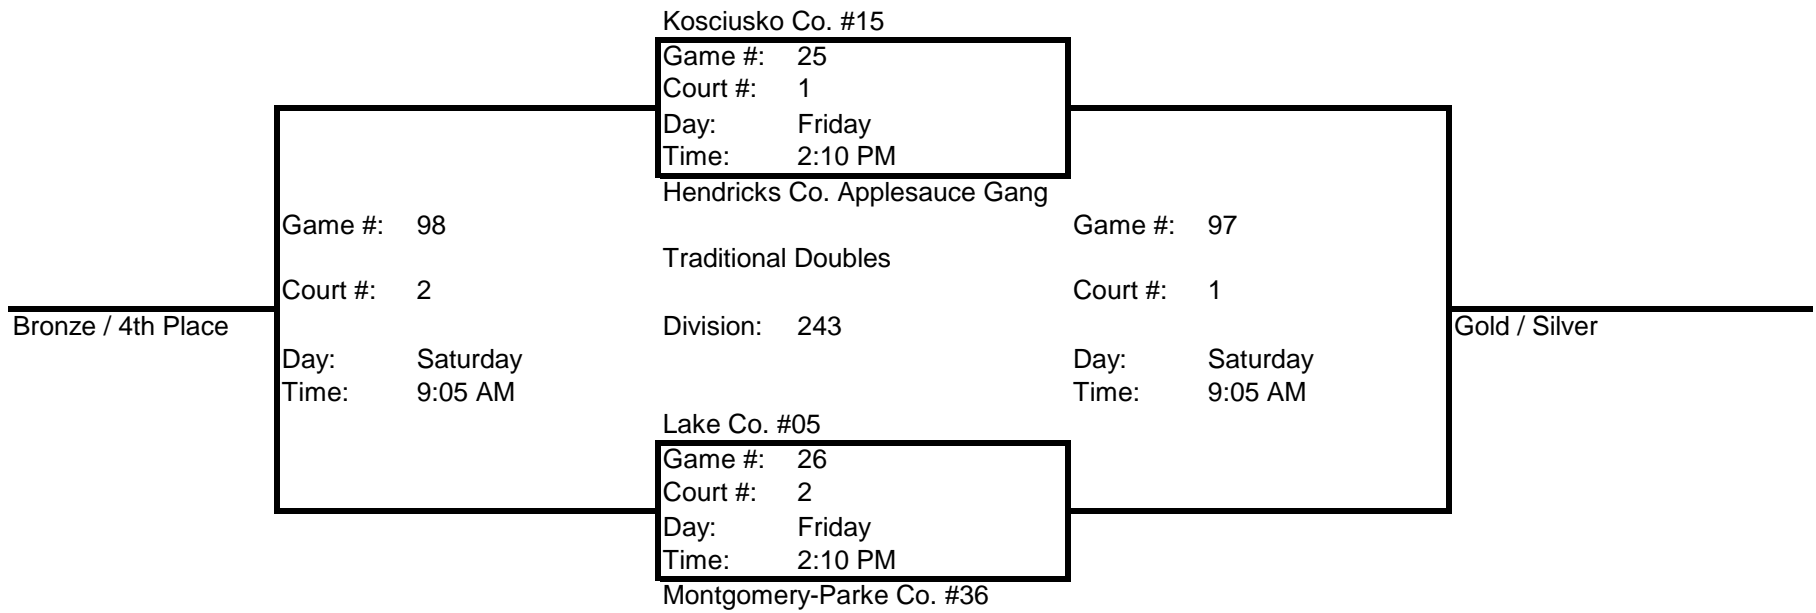 Kosciusko Co. #15
Game #: 25
Court #: 1
Day: Friday
Time: 2:10 PM
Hendricks Co. Applesauce Gang
Game #: 98
Game #: 97
Traditional Doubles
Court #: 2
Court #: 1
Bronze / 4th Place
Division: 243
Gold / Silver
Day: Saturday
Day: Saturday
Time: 9:05 AM
Time: 9:05 AM
Lake Co. #05
Game #: 26
Court #: 2
Day: Friday
Time: 2:10 PM
Montgomery-Parke Co. #36